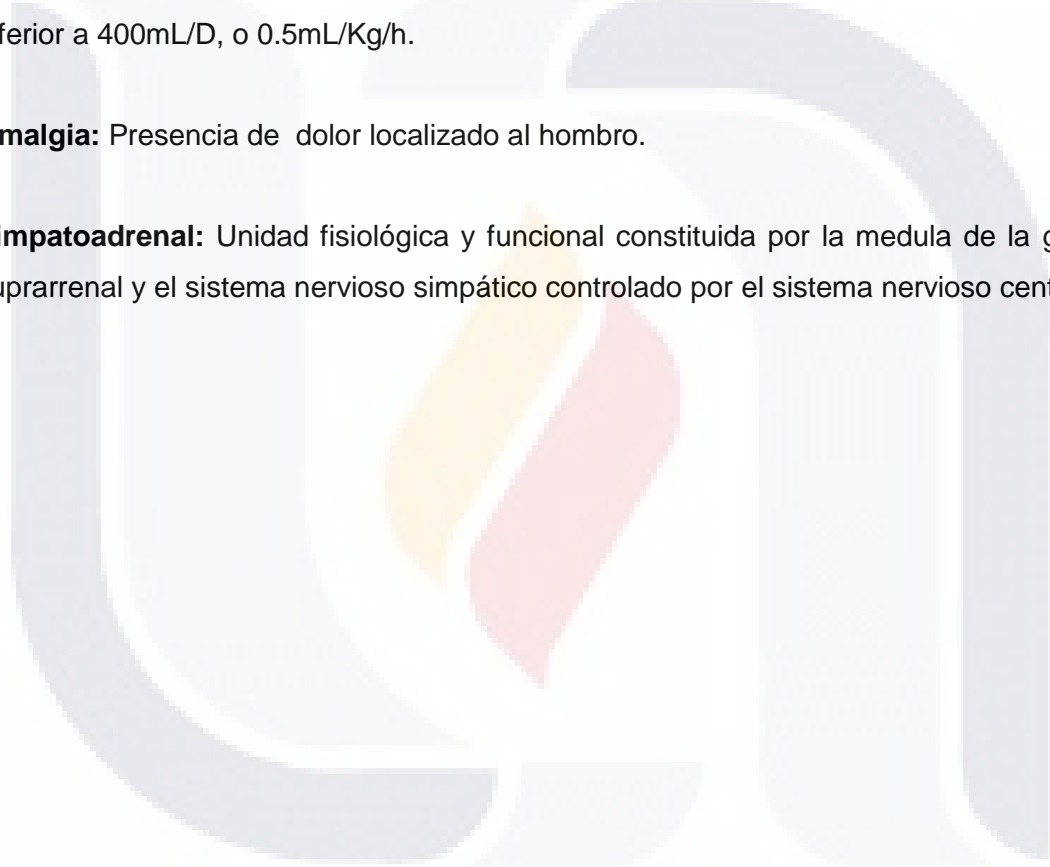 ferior a 400mL/D, o 0.5mL/Kg/h.
malgia: Presencia de dolor localizado al hombro.
impatoadrenal: Unidad fisiológica y funcional constituida por la medula de la g
uprarrenal y el sistema nervioso simpático controlado por el sistema nervioso cent